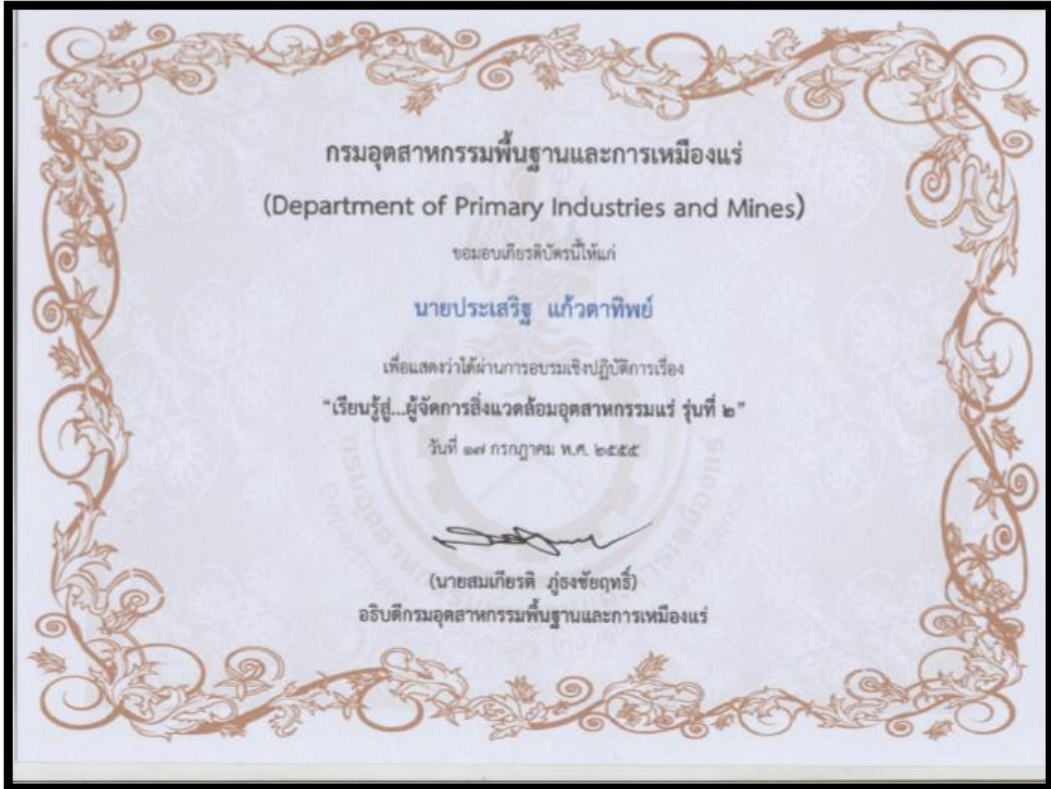 กรมอุตสาหกรรมพื้นฐานและการเหมืองแร่
(Department of Primary Industries and Mines)
ขอมอบเกียรติบัตรนี้ให้แก่
นายประเสริฐ แก้วตาทิพย์
เพื่อแสดงว่าได้ผ่านการอบรมเชิงปฏิบัติการเรื่อง
"เรียนรู้สู่...ผู้จัดการสิ่งแวดล้อมอุตสาหกรรมแร่ รุ่นที่ ๒"
วันที่ ๑๗ กรกฎาคม พ.ศ. ๒๕๕๕
(นายสมเกียรติ ภู่ธงชัยฤทธิ์)
อธิบดีกรมอุตสาหกรรมพื้นฐานและการเหมืองแร่